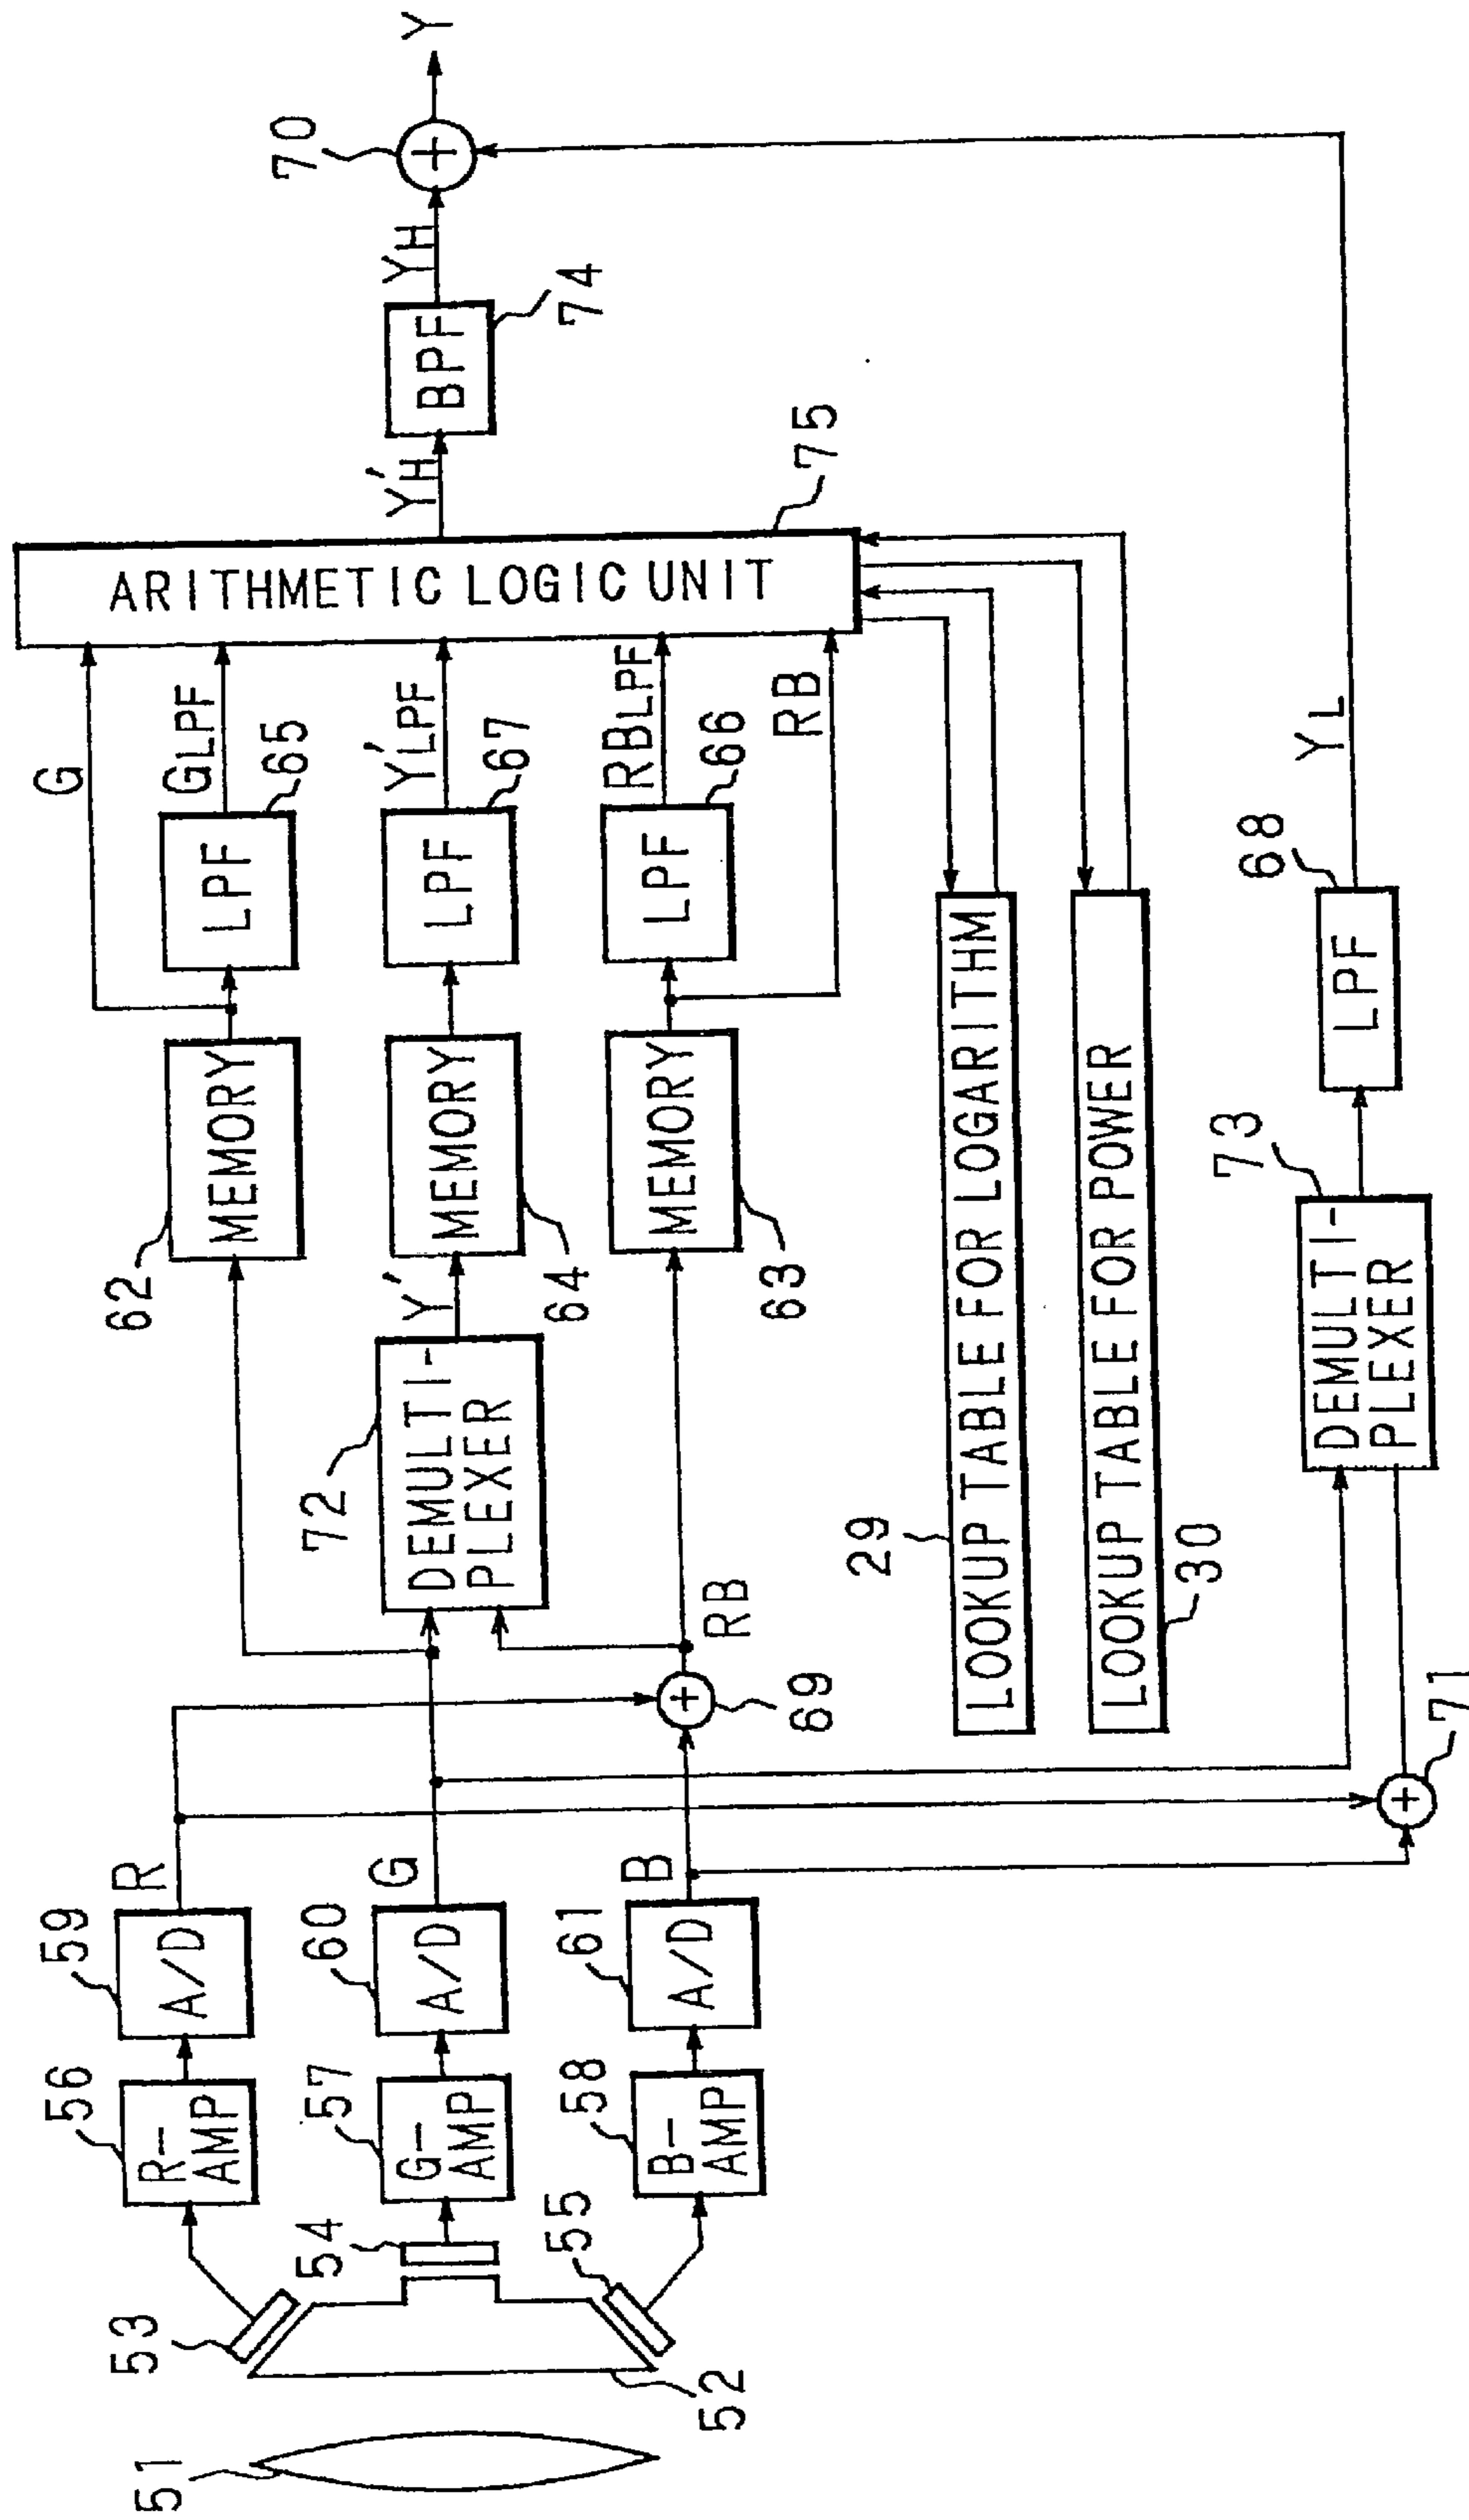 51
52
53
54
55
56
R-
AMP
57
G-
AMP
58
B-
AMP
59
A/D
60
A/D
61
A/D
R
G
B
69
RB
71
72
DEMULTI-
PLEXER
Y'
62
MEMORY
64
MEMORY
63
MEMORY
G
LPF
65
GLPF
LPF
67
Y'LPF
LPF
66
RBLPF
RB
29
LOOKUP TABLE FOR LOGARITHM
LOOKUP TABLE FOR POWER
30
73
DEMULTI-
PLEXER
68
LPF
YL
ARITHMETIC LOGIC UNIT
75
YH'
BPF
74
YH
70
Y